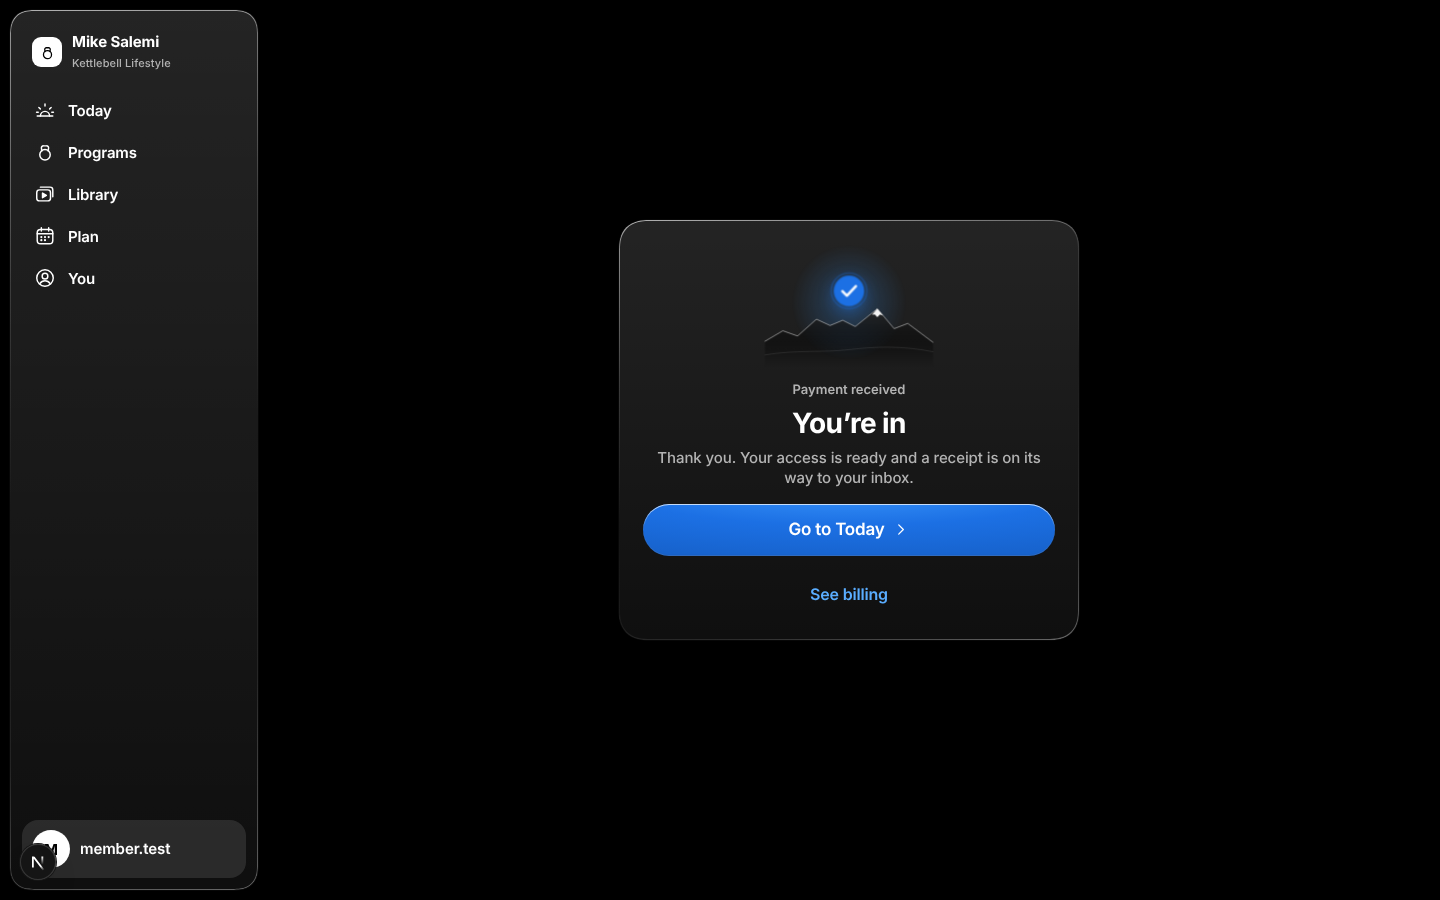 Mike Salemi
Kettlebell Lifestyle
Today
Programs
Library
Plan
You
Payment received
You’re in
Thank you. Your access is ready and a receipt is on its
way to your inbox.
Go to Today
See billing
M
member.test
N